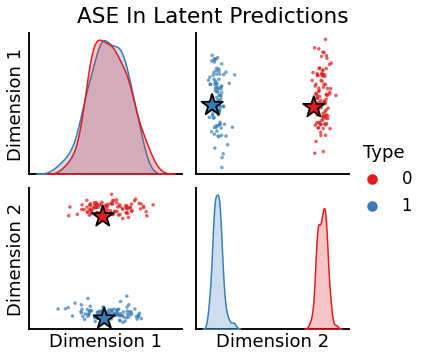 ASE In Latent Predictions
Dimension 1
Type
0
1
Dimension 2
Dimension 1
Dimension 2